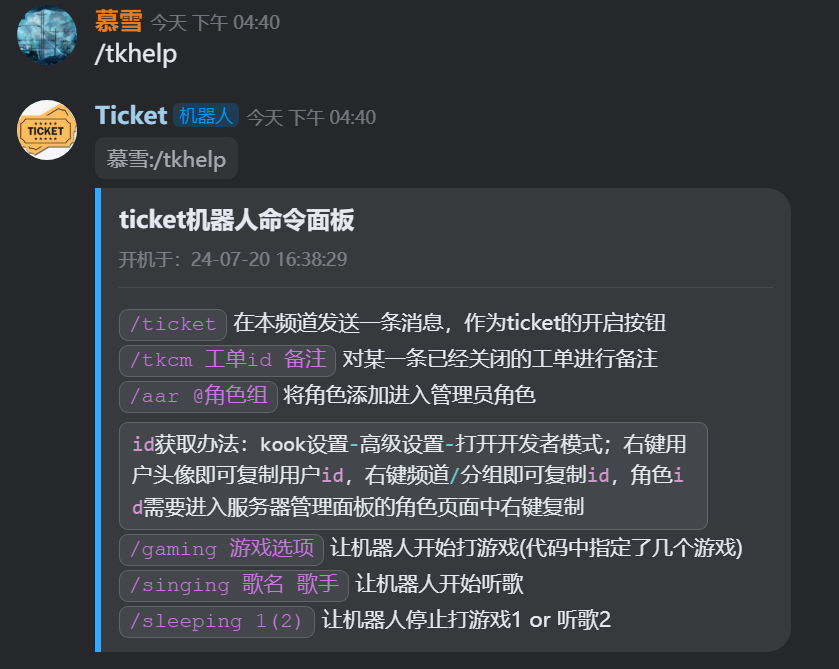 慕雪 今天 下午 04:40
/tkhelp
TICKET
Ticket 机器人 今天 下午 04:40
慕雪:/tkhelp
ticket机器人命令面板
开机于：24-07-20 16:38:29
/ticket 在本频道发送一条消息，作为ticket的开启按钮
/tkcm 工单id 备注 对某一条已经关闭的工单进行备注
/aar @角色组 将角色添加进入管理员角色
id获取办法：kook设置-高级设置-打开开发者模式；右键用
户头像即可复制用户id，右键频道/分组即可复制id，角色i
d需要进入服务器管理面板的角色页面中右键复制
/gaming 游戏选项 让机器人开始打游戏(代码中指定了几个游戏)
/singing 歌名 歌手 让机器人开始听歌
/sleeping 1(2) 让机器人停止打游戏1 or 听歌2